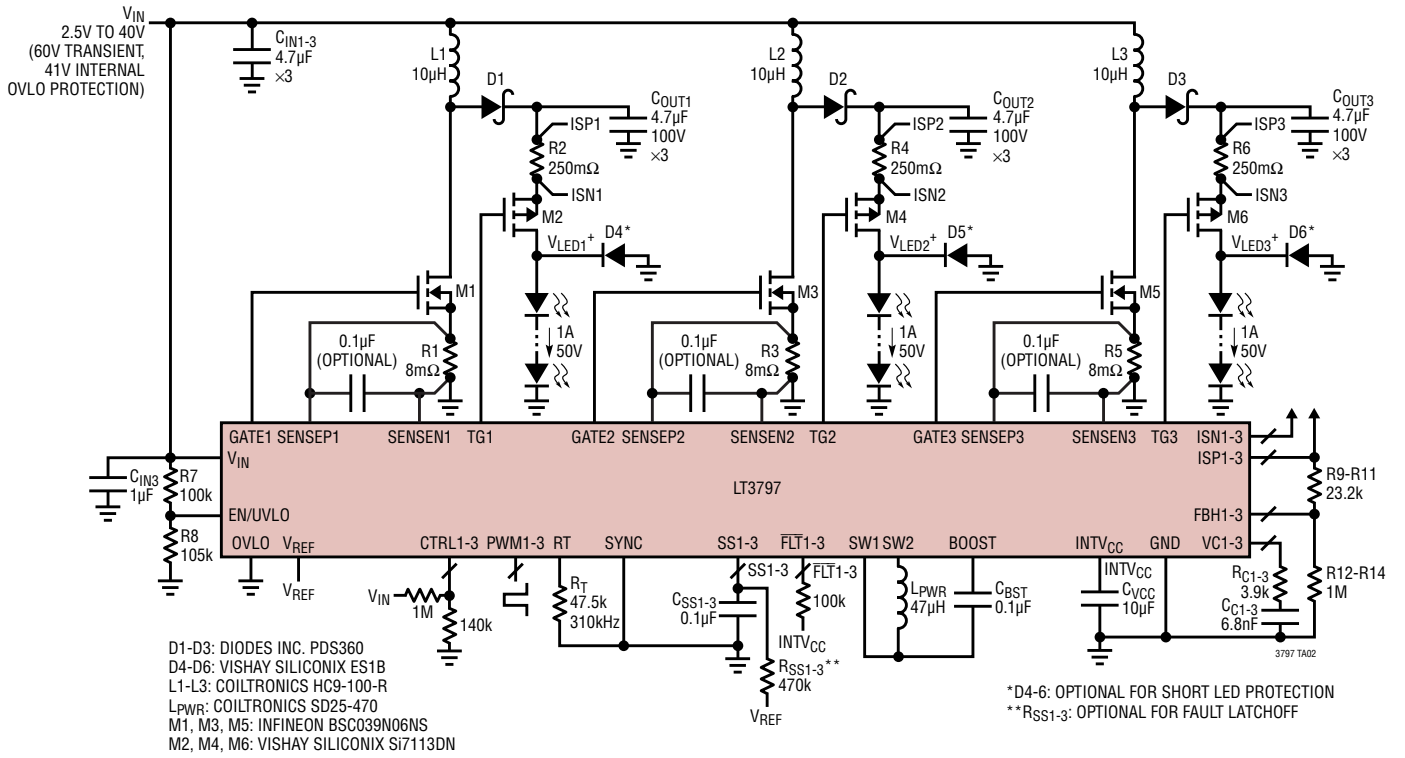 VIN
2.5V TO 40V
(60V TRANSIENT,
41V INTERNAL
OVLO PROTECTION)
CIN1-3
4.7µF
×3
L1
10µH
D1
COUT1
4.7µF
100V
×3
ISP1
R2
250mΩ
ISN1
M2
VLED1+
D4*
M1
0.1µF
(OPTIONAL)
R1
8mΩ
1A
50V
L2
10µH
D2
COUT2
4.7µF
100V
×3
ISP2
R4
250mΩ
ISN2
M4
VLED2+
D5*
M3
0.1µF
(OPTIONAL)
R3
8mΩ
1A
50V
L3
10µH
D3
COUT3
4.7µF
100V
×3
ISP3
R6
250mΩ
ISN3
M6
VLED3+
D6*
M5
0.1µF
(OPTIONAL)
R5
8mΩ
1A
50V
GATE1 SENSEP1 SENSEN1 TG1 GATE2 SENSEP2 SENSEN2 TG2 GATE3 SENSEP3 SENSEN3 TG3 ISN1-3
VIN
ISP1-3
LT3797
EN/UVLO
FBH1-3
OVLO VREF CTRL1-3 PWM1-3 RT SYNC SS1-3 FLT1-3 SW1 SW2 BOOST INTVCC GND VC1-3
CIN3
1µF
R7
100k
R8
105k
VREF
VIN
1M
140k
RT
47.5k
310kHz
SS1-3
CSS1-3
0.1µF
RSS1-3**
470k
VREF
FLT1-3
100k
INTVCC
LPWR
47µH
CBST
0.1µF
INTVCC
CVCC
10µF
RC1-3
3.9k
CC1-3
6.8nF
R9-R11
23.2k
R12-R14
1M
3797 TA02
D1-D3: DIODES INC. PDS360
D4-D6: VISHAY SILICONIX ES1B
L1-L3: COILTRONICS HC9-100-R
LPWR: COILTRONICS SD25-470
M1, M3, M5: INFINEON BSC039N06NS
M2, M4, M6: VISHAY SILICONIX Si7113DN
*D4-6: OPTIONAL FOR SHORT LED PROTECTION
**RSS1-3: OPTIONAL FOR FAULT LATCHOFF